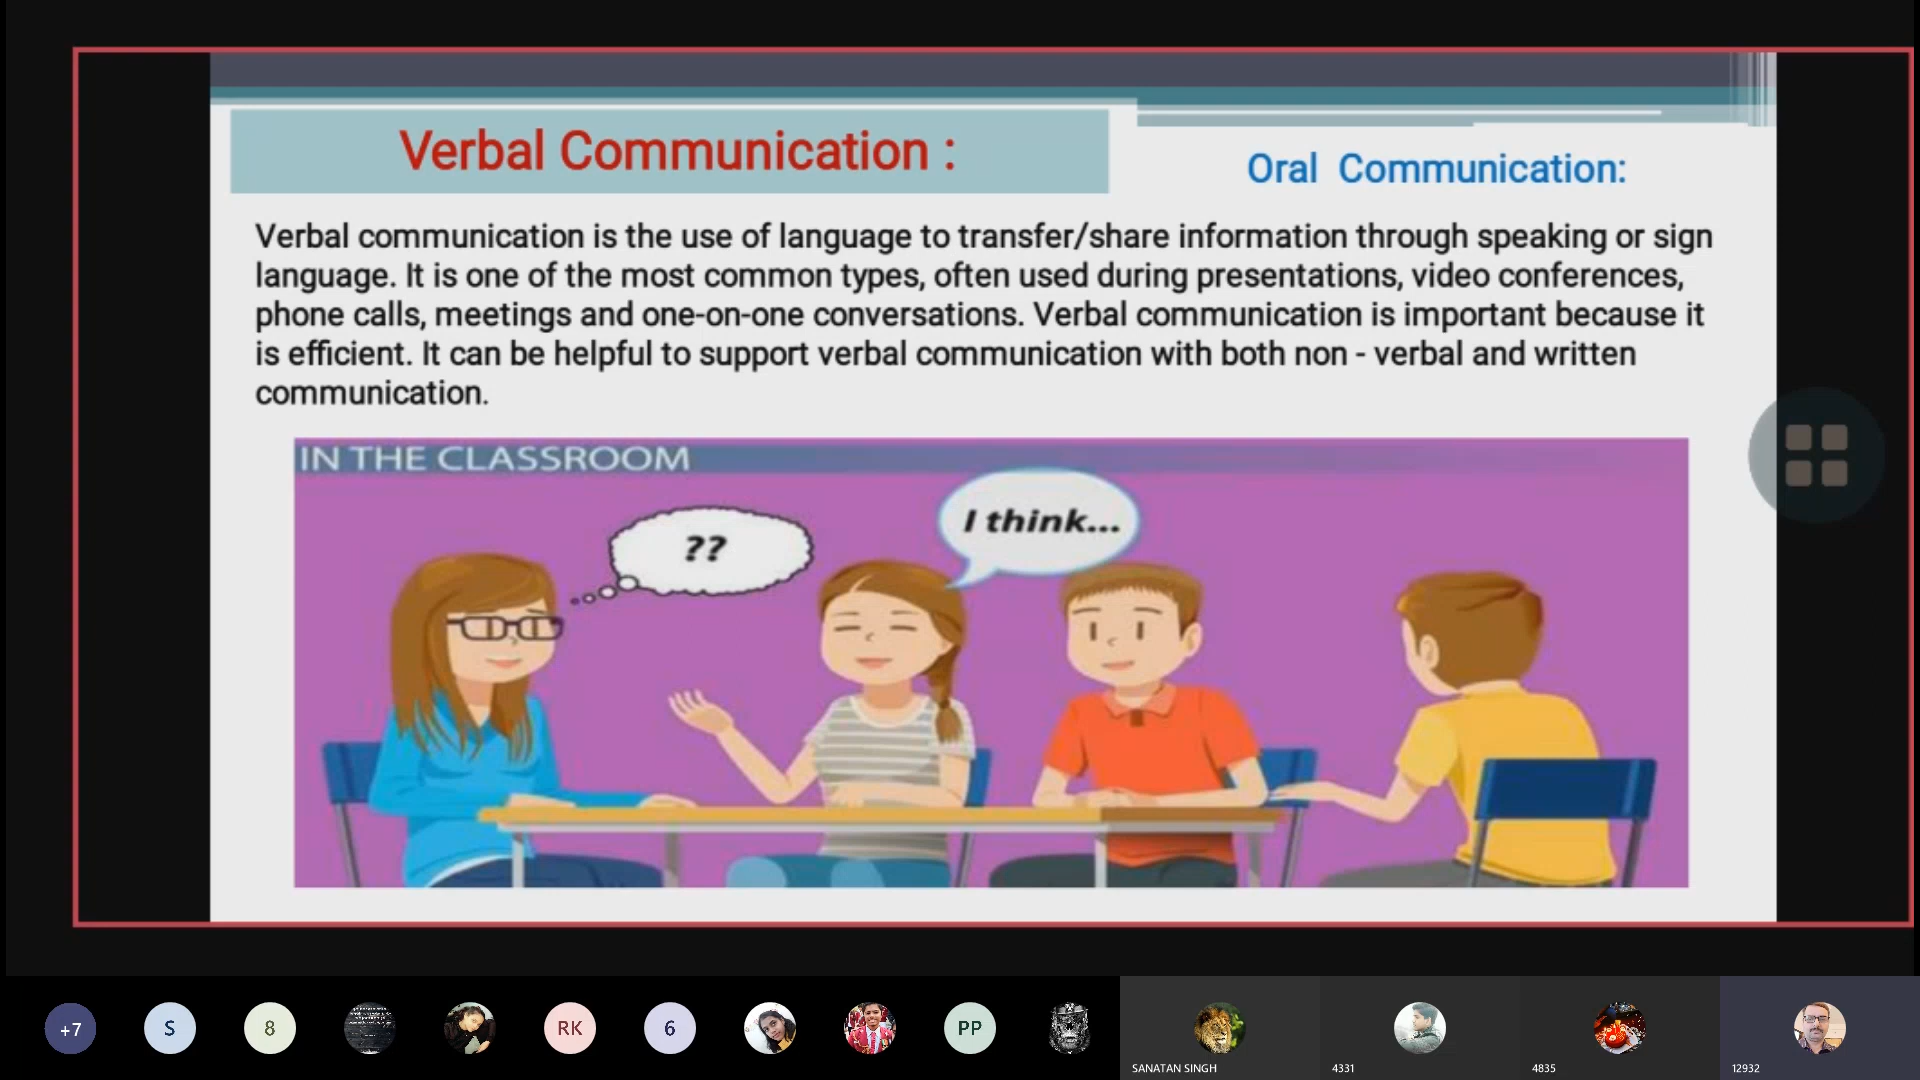 Verbal Communication :
Oral Communication:
Verbal communication is the use of language to transfer/share information through speaking or sign
language. It is one of the most common types, often used during presentations, video conferences,
phone calls, meetings and one-on-one conversations. Verbal communication is important because it
is efficient. It can be helpful to support verbal communication with both non - verbal and written
communication.
IN THE CLASSROOM
??
I think...
+7
S
8
RK
6
PP
SANATAN SINGH
4331
4835
12932